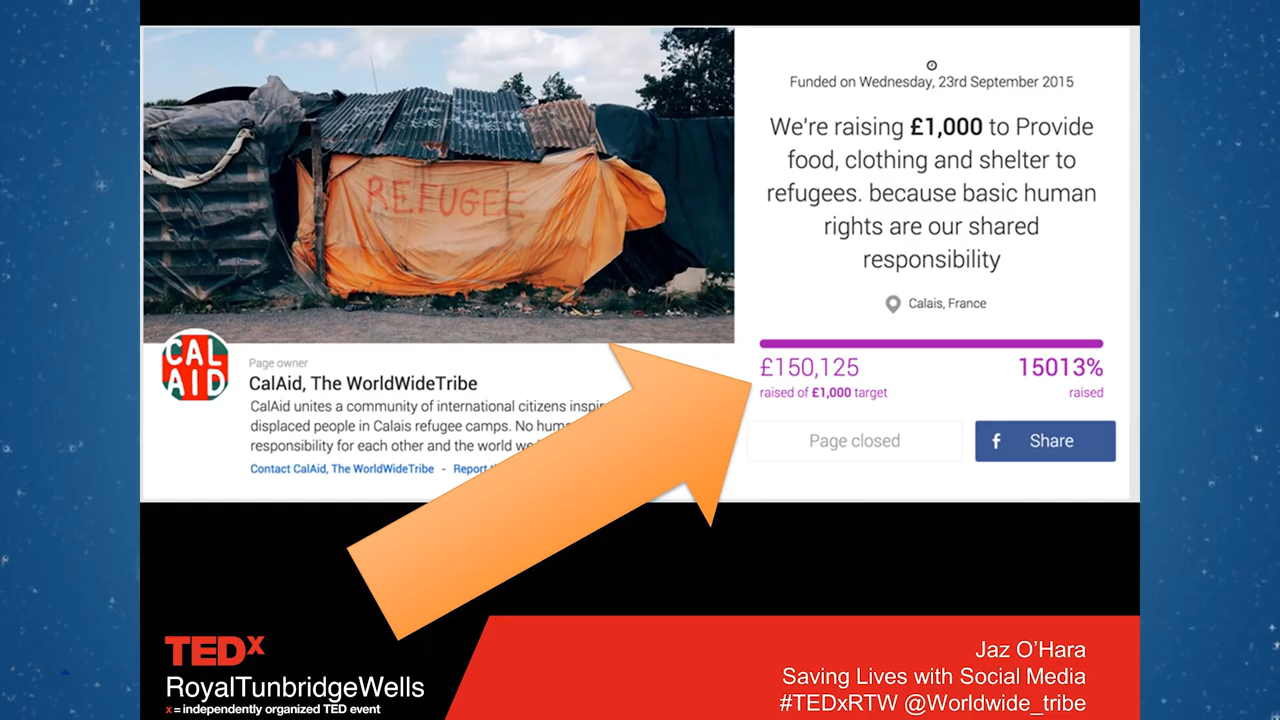 REFUGEE
Funded on Wednesday, 23rd September 2015
We're raising £1,000 to Provide
food, clothing and shelter to
refugees. because basic human
rights are our shared
responsibility
Calais, France
£150,125
15013%
raised of £1,000 target
raised
Page closed
f Share
CAL
AID
Page owner
CalAid, The WorldWideTribe
CalAid unites a community of international citizens
displaced people in Calais refugee camps. No
responsibility for each other and the world
Contact CalAid, The WorldWideTribe - Report
TEDx
RoyalTunbridgeWells
x = independently organized TED event
Jaz O'Hara
Saving Lives with Social Media
#TEDxRTW @Worldwide_tribe